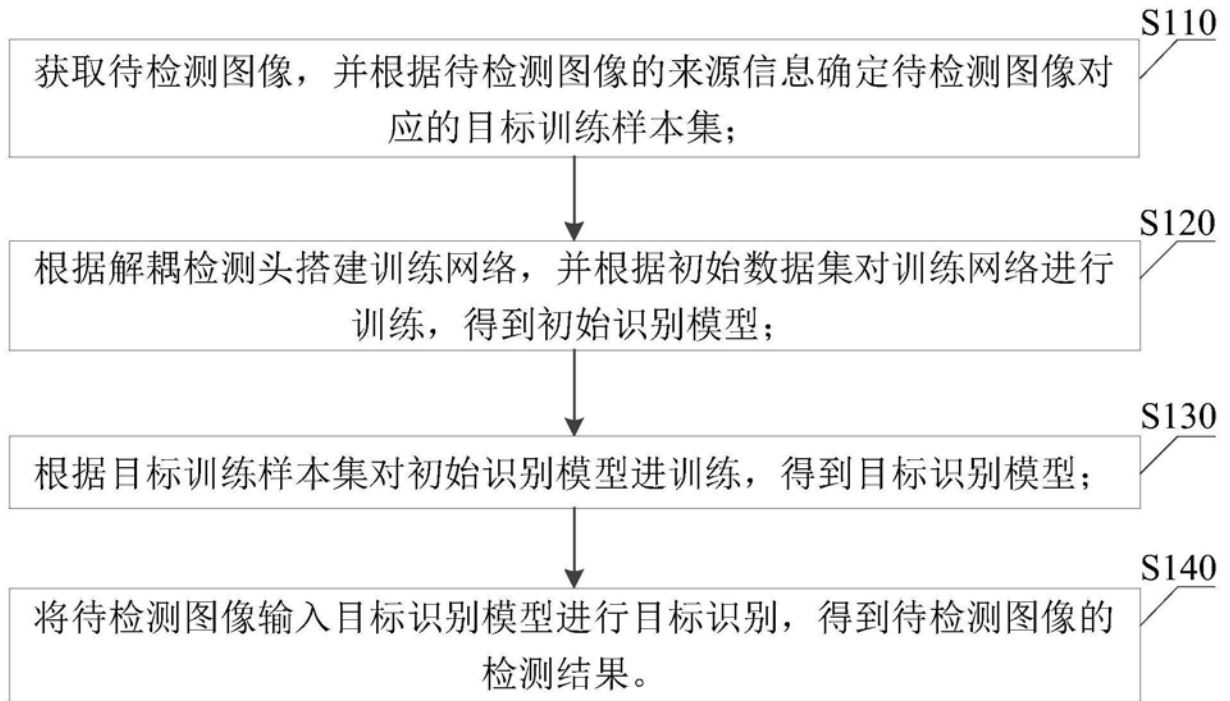 S110
获取待检测图像，并根据待检测图像的来源信息确定待检测图像对
应的目标训练样本集；
S120
根据解耦检测头搭建训练网络，并根据初始数据集对训练网络进行
训练，得到初始识别模型；
S130
根据目标训练样本集对初始识别模型进训练，得到目标识别模型；
S140
将待检测图像输入目标识别模型进行目标识别，得到待检测图像的
检测结果。